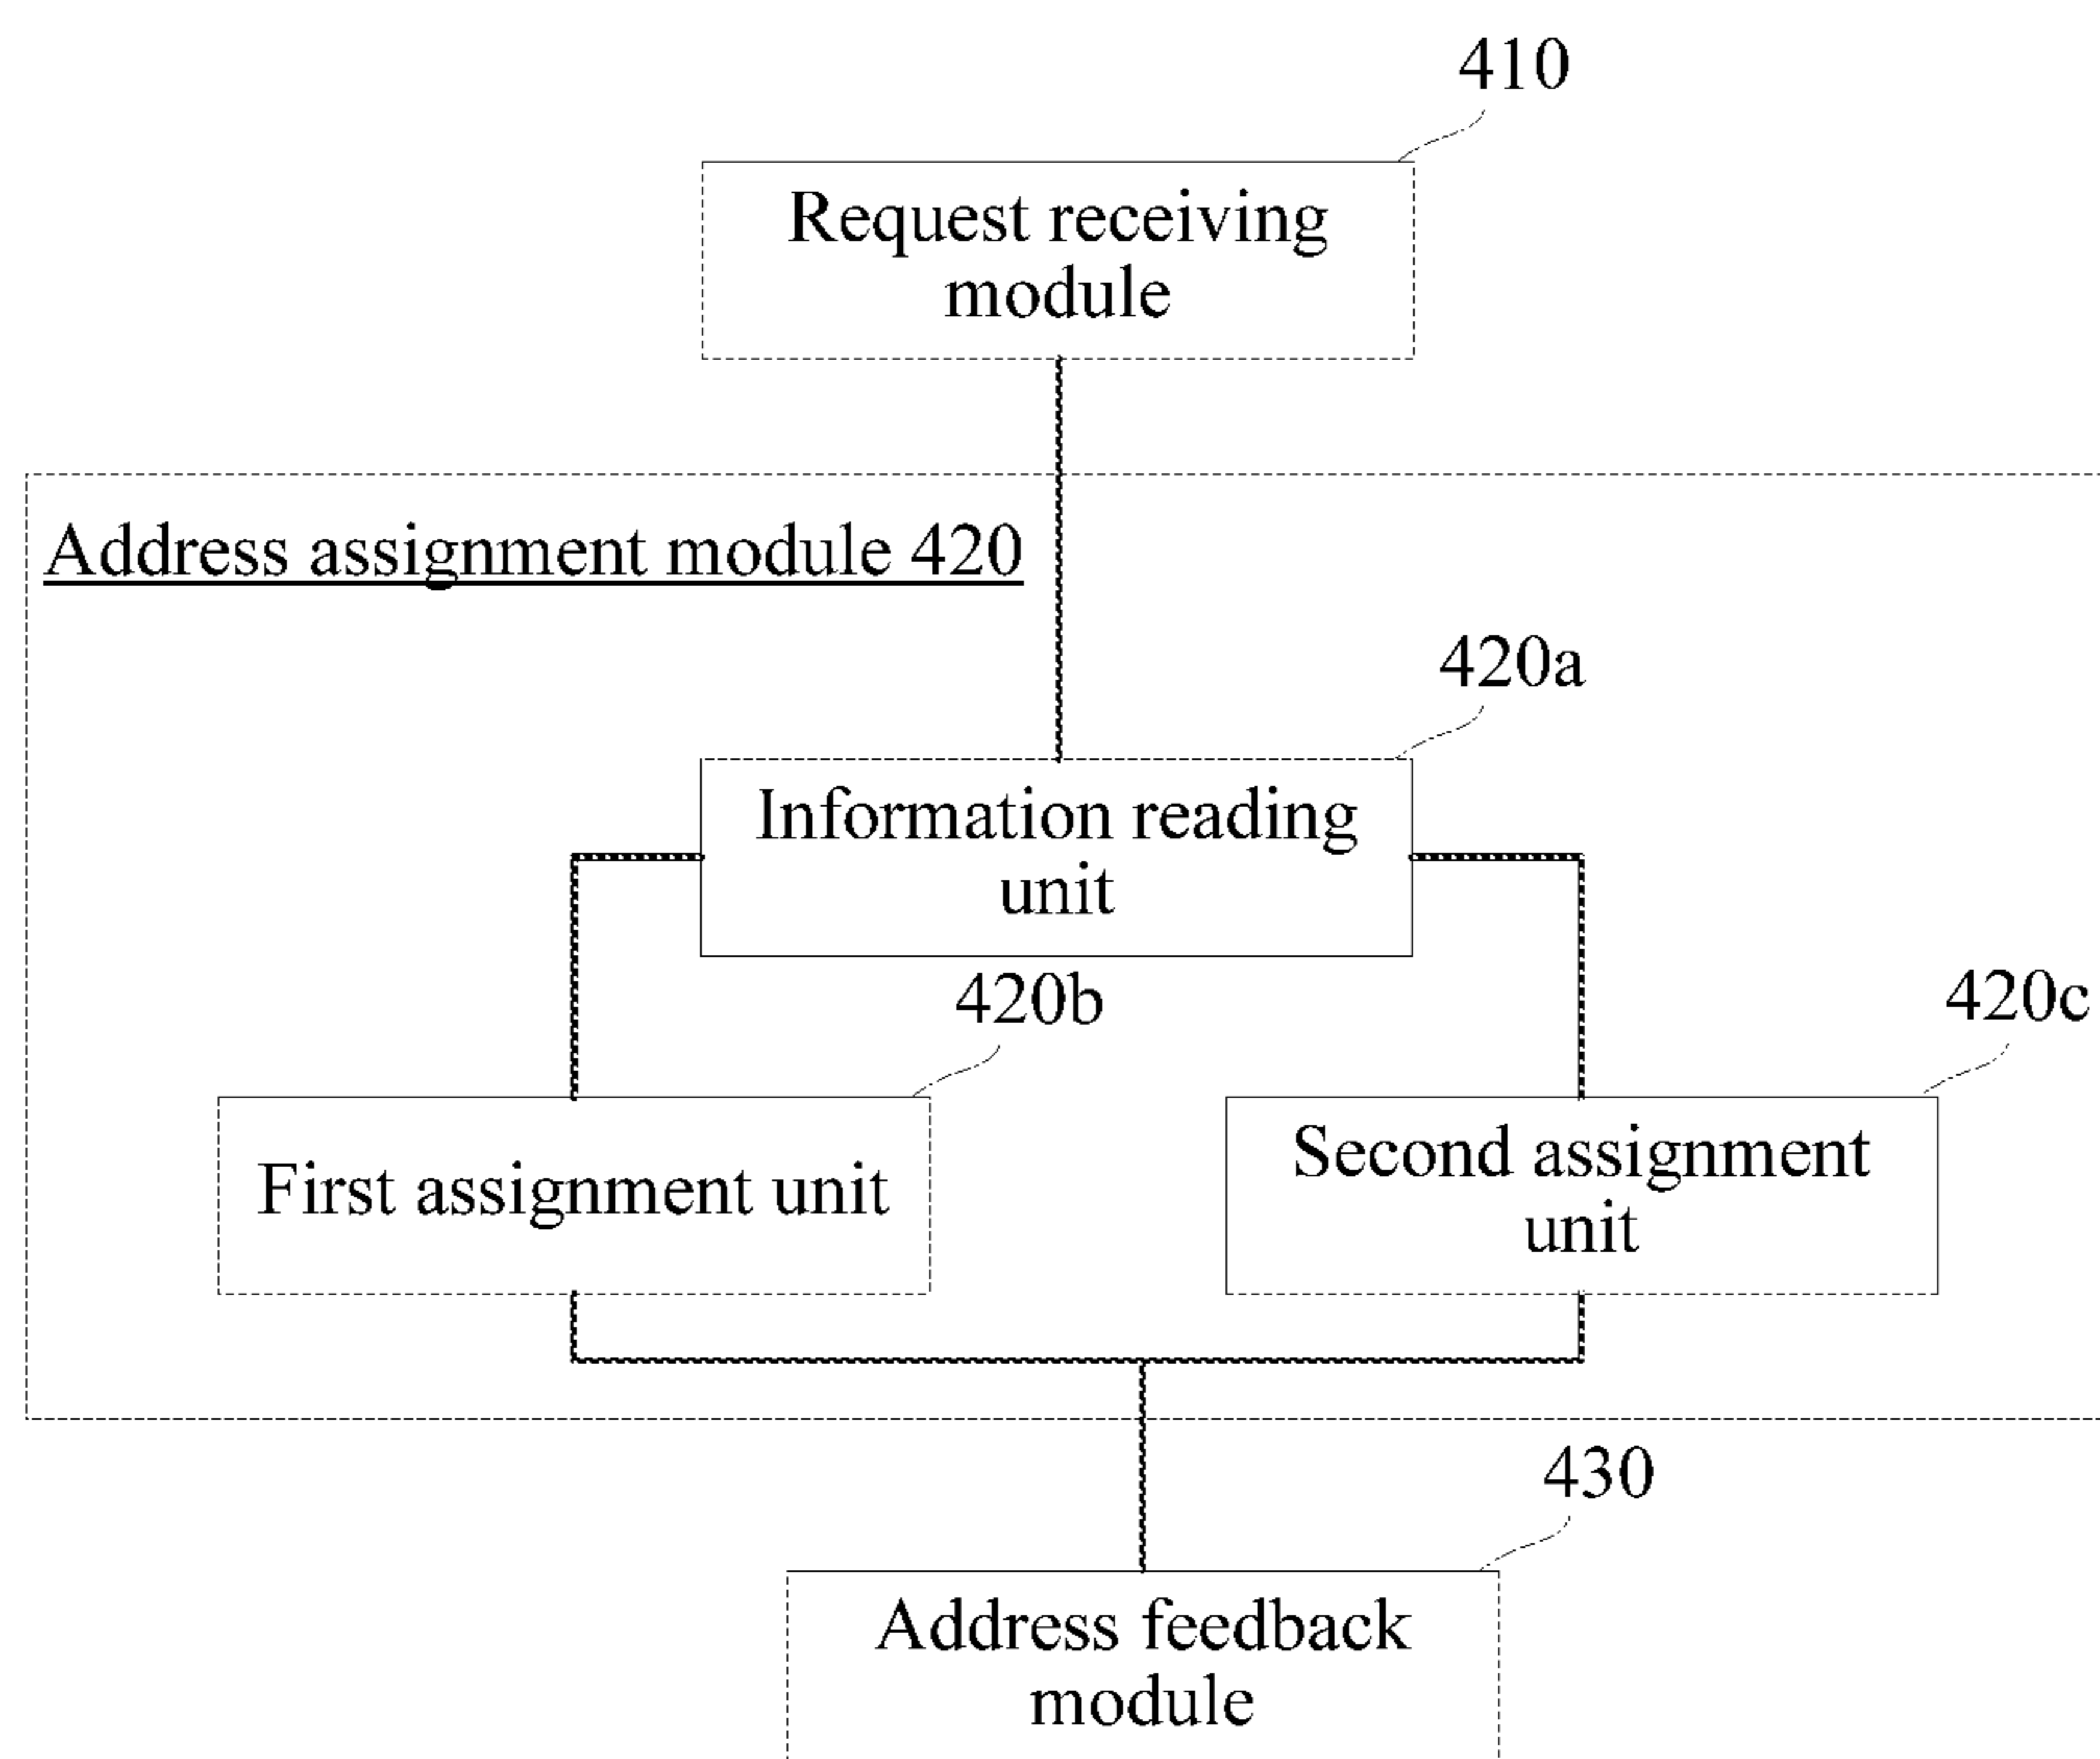 410
Request receiving
module
Address assignment module 420
420a
Information reading
unit
420b
420c
First assignment unit
Second assignment
unit
430
Address feedback
module